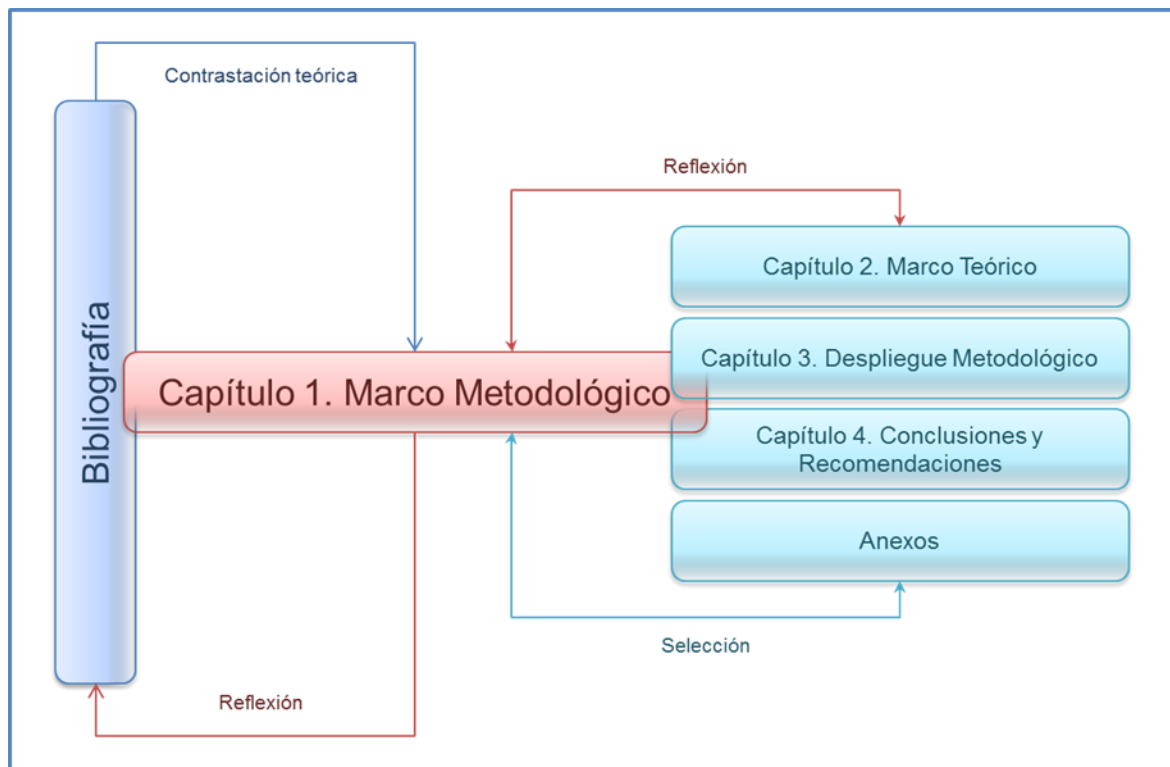 Contrastación teórica
Reflexión
Capítulo 2. Marco Teórico
Bibliografía
Capítulo 1. Marco Metodológico
Capítulo 3. Despliegue Metodológico
Capítulo 4. Conclusiones y
Recomendaciones
Anexos
Selección
Reflexión